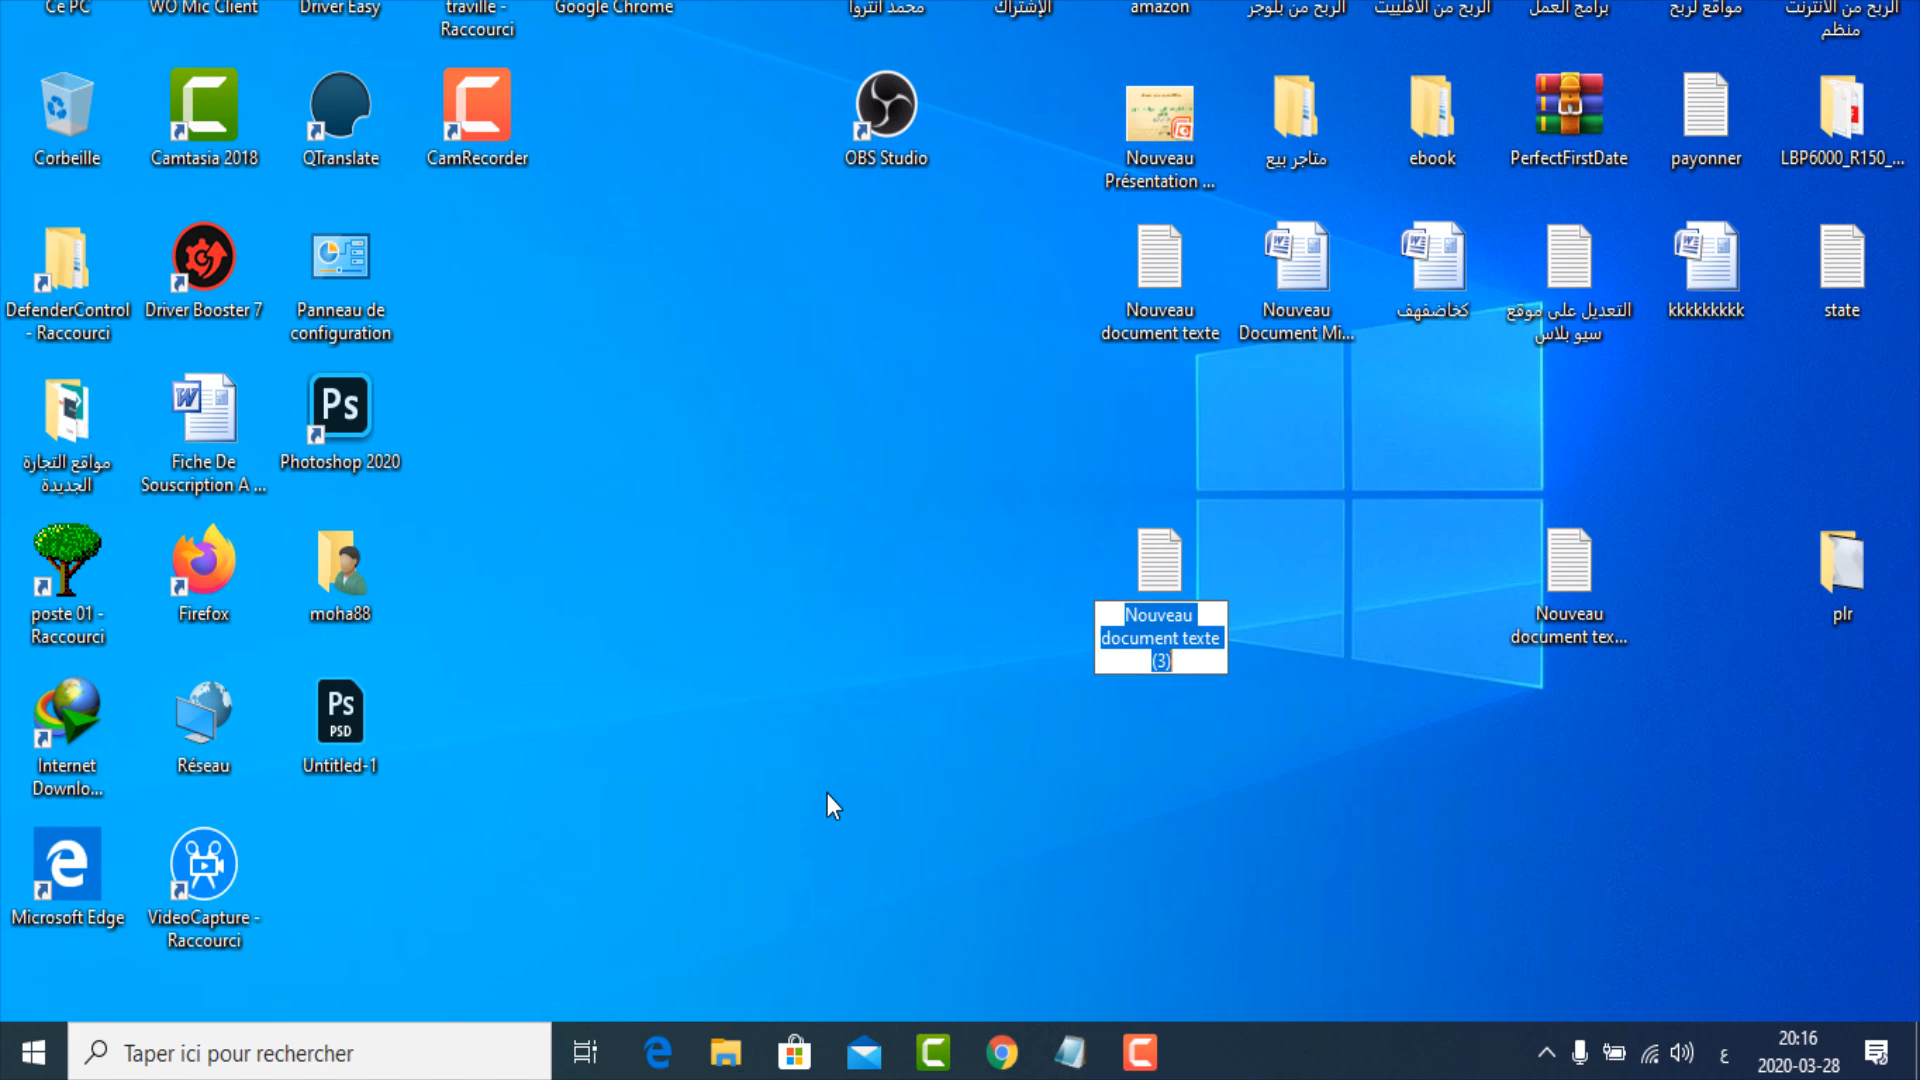 Ce PC
WO Mic Client
Driver Easy
traville -
Raccourci
Google Chrome
محمد انتروا
الإشتراك
amazon
الربح من بلوجر
الربح من الافلييت
برامج العمل
مواقع لربح
الربح من الانترنت
منظم
Corbeille
Camtasia 2018
QTranslate
CamRecorder
OBS Studio
Nouveau
Présentation ...
متاجر بيع
ebook
PerfectFirstDate
payonner
LBP6000_R150_...
DefenderControl
- Raccourci
Driver Booster 7
Panneau de
configuration
Nouveau
document texte
Nouveau
Document Mi...
كخاضفهف
التعديل على موقع
سيو بلاس
kkkkkkkkk
state
مواقع التجارة
الجديدة
Fiche De
Souscription A ...
Ps
Photoshop 2020
poste 01 -
Raccourci
Firefox
moha88
Nouveau
document texte
(3)
Nouveau
document tex...
plr
Internet
Downlo...
Réseau
Ps
PSD
Untitled-1
Microsoft Edge
VideoCapture -
Raccourci
Taper ici pour rechercher
ع
20:16
2020-03-28